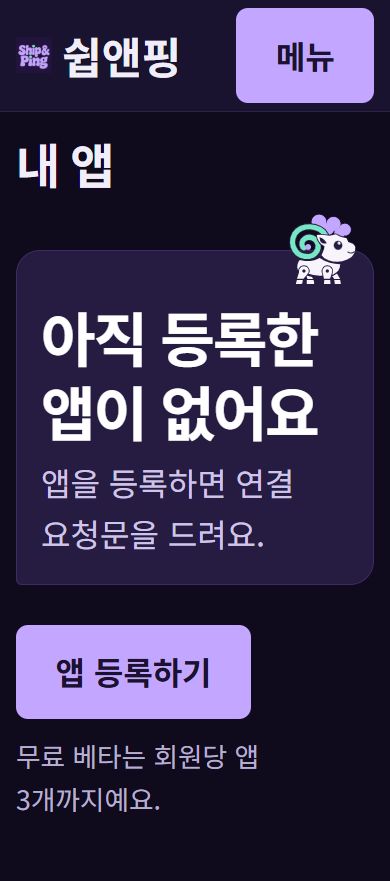 Ship&
Ping
쉽앤핑
메뉴
내 앱
아직 등록한
앱이 없어요
앱을 등록하면 연결
요청문을 드려요.
앱 등록하기
무료 베타는 회원당 앱
3개까지예요.